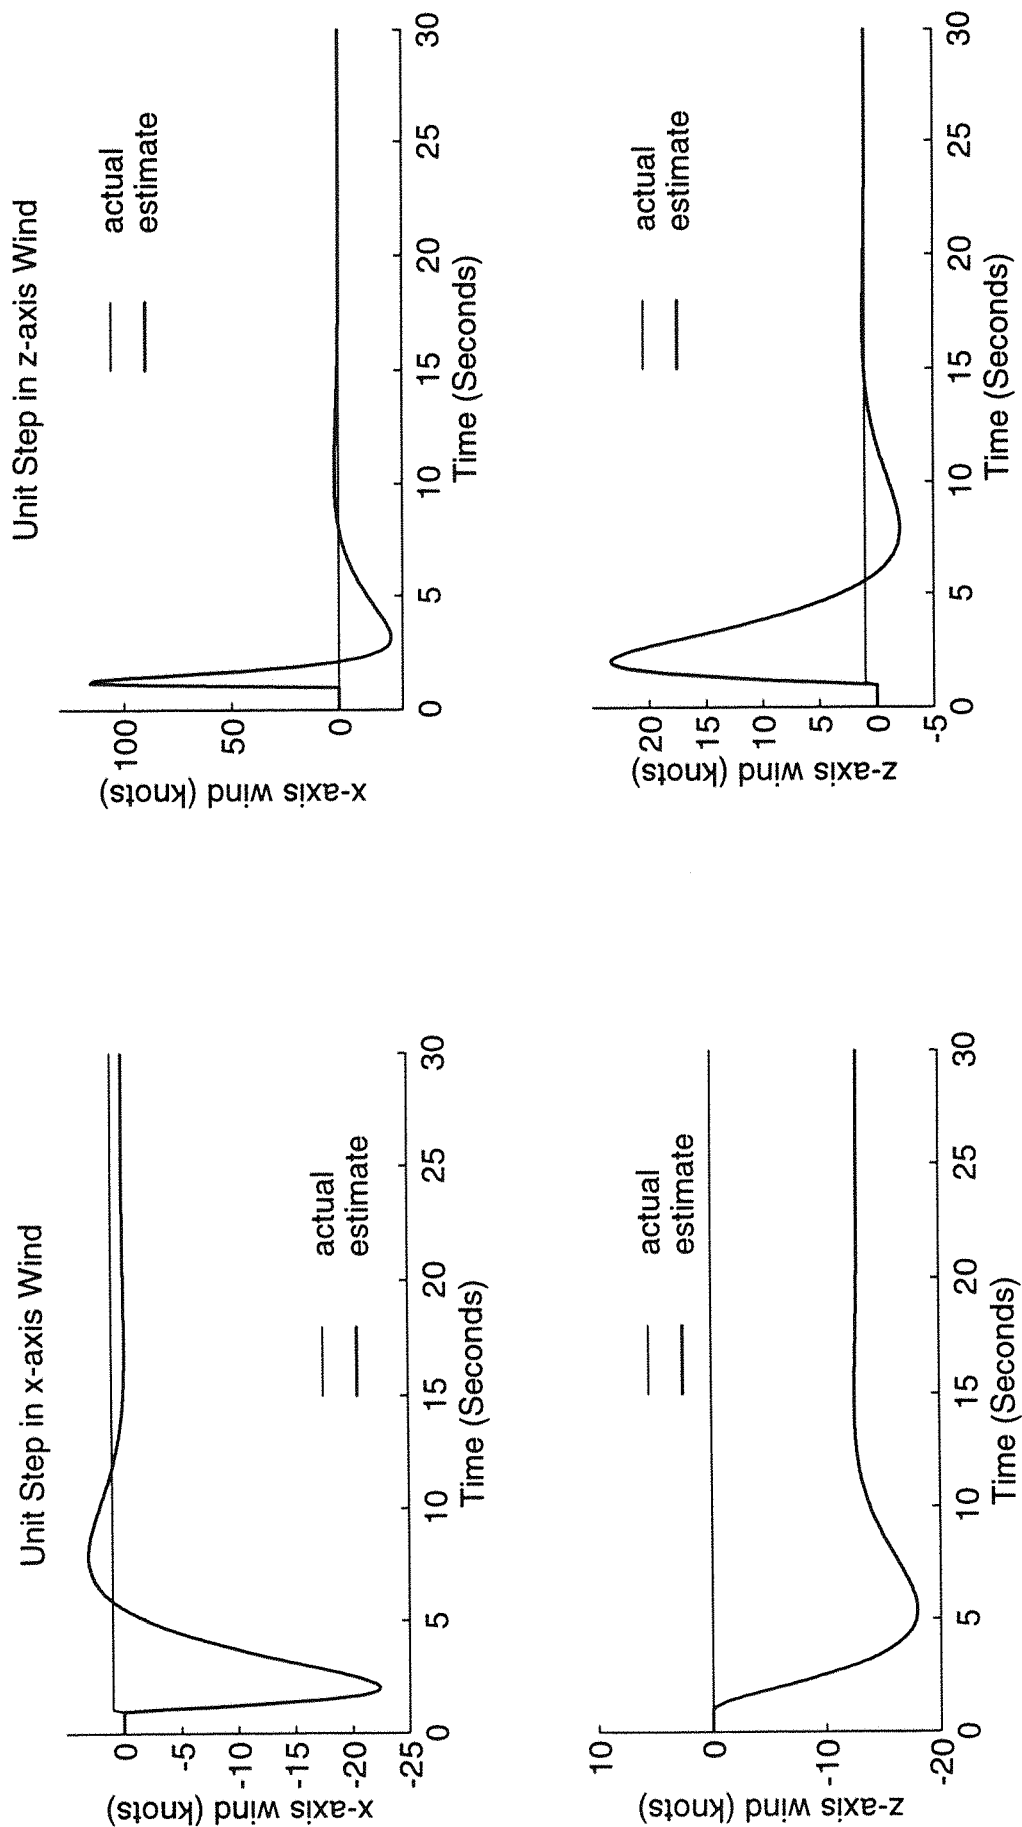 Unit Step in x-axis Wind
x-axis wind (knots)
0
-5
-10
-15
-20
-25
actual
estimate
0 5 10 15 20 25 30
Time (Seconds)
z-axis wind (knots)
10
0
-10
-20
actual
estimate
0 5 10 15 20 25 30
Time (Seconds)
Unit Step in z-axis Wind
x-axis wind (knots)
100
50
0
actual
estimate
0 5 10 15 20 25 30
Time (Seconds)
z-axis wind (knots)
20
15
10
5
0
-5
actual
estimate
0 5 10 15 20 25 30
Time (Seconds)